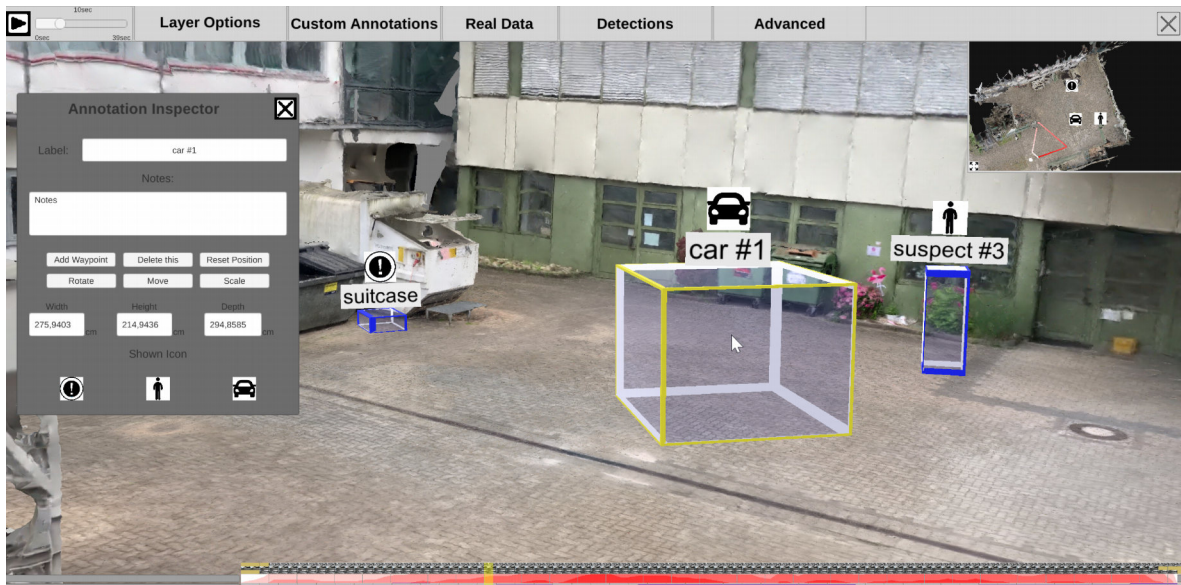 10sec
0sec 39sec
Layer Options
Custom Annotations
Real Data
Detections
Advanced
Annotation Inspector
Label: car #1
Notes:
Notes
Add Waypoint Delete this Reset Position
Rotate Move Scale
Width Height Depth
275,9403 cm 214,9436 cm 294,8585 cm
Shown Icon
suitcase
car #1
suspect #3